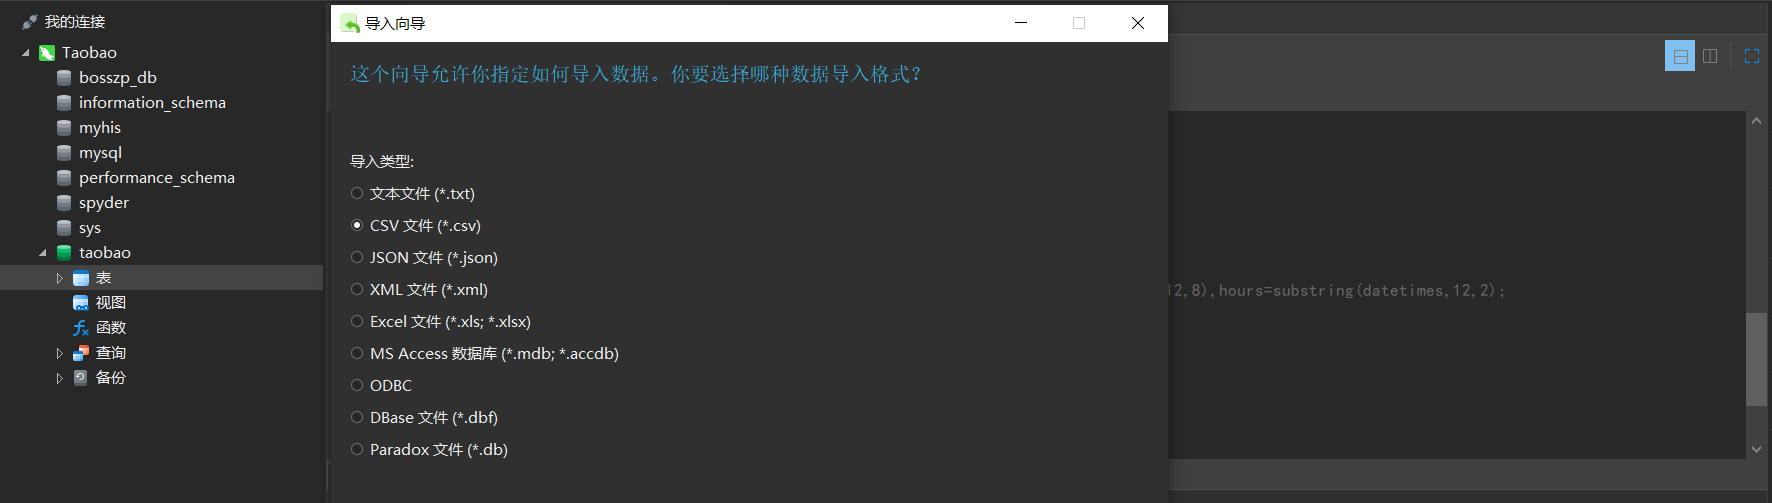 我的连接
Taobao
bosszp_db
information_schema
myhis
mysql
performance_schema
spyder
sys
taobao
表
视图
函数
查询
备份
导入向导
这个向导允许你指定如何导入数据。你要选择哪种数据导入格式？
导入类型:
文本文件 (*.txt)
CSV 文件 (*.csv)
JSON 文件 (*.json)
XML 文件 (*.xml)
Excel 文件 (*.xls; *.xlsx)
MS Access 数据库 (*.mdb; *.accdb)
ODBC
DBase 文件 (*.dbf)
Paradox 文件 (*.db)
12,8),hours=substring(datetimes,12,2);